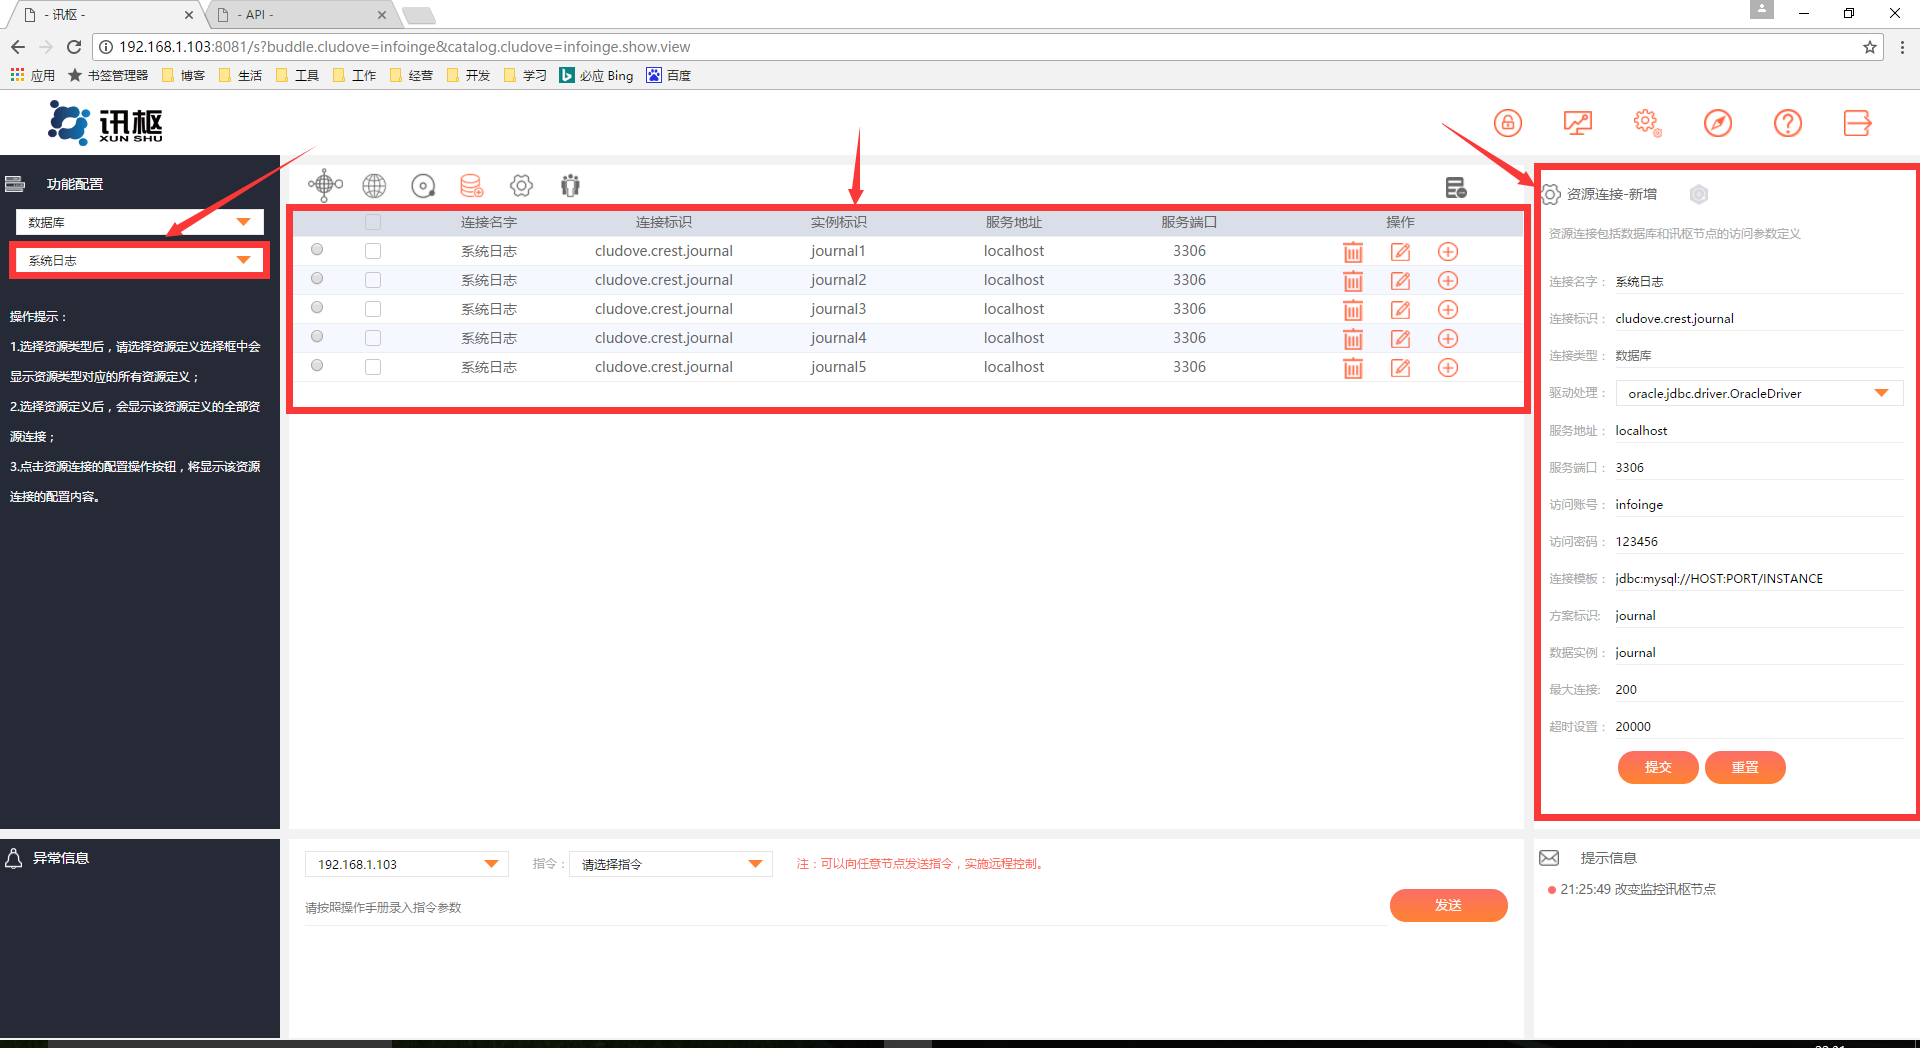 - 讯枢 -
- API -
192.168.1.103:8081/s?buddle.cludove=infoinge&catalog.cludove=infoinge.show.view
应用 书签管理器 博客 生活 工具 工作 经营 开发 学习 必应 Bing 百度
讯枢
XUN SHU
功能配置
数据库
系统日志
操作提示：
1.选择资源类型后，请选择资源定义选择框中会
显示资源类型对应的所有资源定义；
2.选择资源定义后，会显示该资源定义的全部资
源连接；
3.点击资源连接的配置操作按钮，将显示该资源
连接的配置内容。
连接名字 连接标识 实例标识 服务地址 服务端口 操作
系统日志 cludove.crest.journal journal1 localhost 3306
系统日志 cludove.crest.journal journal2 localhost 3306
系统日志 cludove.crest.journal journal3 localhost 3306
系统日志 cludove.crest.journal journal4 localhost 3306
系统日志 cludove.crest.journal journal5 localhost 3306
资源连接-新增
资源连接包括数据库和讯枢节点的访问参数定义
连接名字： 系统日志
连接标识： cludove.crest.journal
连接类型： 数据库
驱动处理： oracle.jdbc.driver.OracleDriver
服务地址： localhost
服务端口： 3306
访问账号： infoinge
访问密码： 123456
连接模板： jdbc:mysql://HOST:PORT/INSTANCE
方案标识: journal
数据实例： journal
最大连接: 200
超时设置： 20000
提交 重置
异常信息
192.168.1.103 指令： 请选择指令 注：可以向任意节点发送指令，实施远程控制。
请按照操作手册录入指令参数
发送
提示信息
21:25:49 改变监控讯枢节点